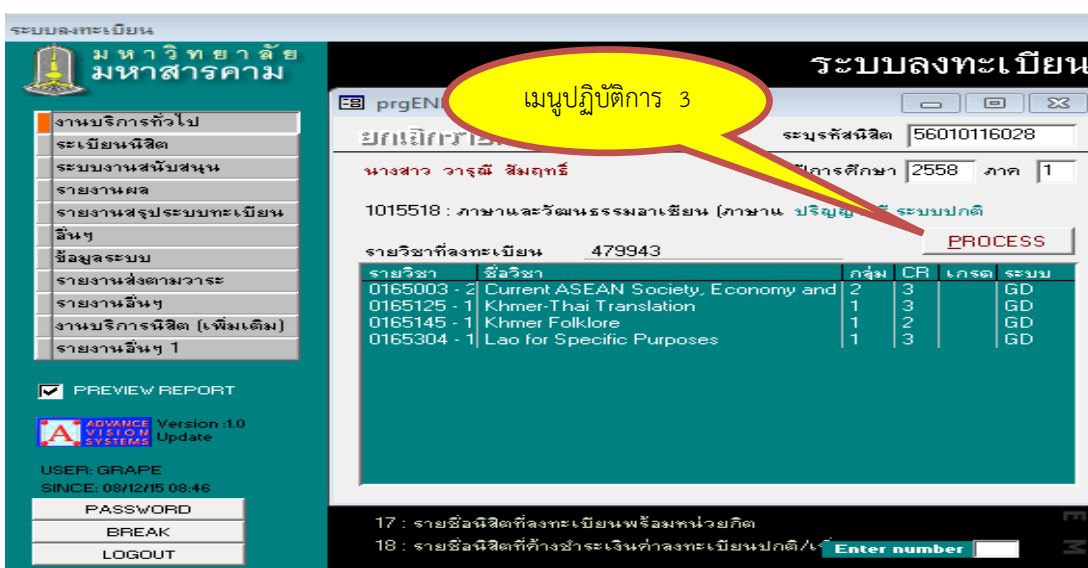 ระบบลงทะเบียน
มหาวิทยาลัย
มหาสารคาม
ระบบลงทะเบียน
เมนูปฏิบัติการ 3
งานบริการทั่วไป
ระเบียนนิสิต
ระบบงานสนับสนุน
รายงานผล
รายงานสรุประบบทะเบียน
อื่นๆ
ข้อมูลระบบ
รายงานส่งตามวาระ
รายงานอื่นๆ
งานบริการนิสิต (เพิ่มเติม)
รายงานอื่นๆ 1
PREVIEW REPORT
ADVANCE VISION SYSTEMS
Version :1.0
Update
USER: GRAPE
SINCE: 08/12/15 08:46
PASSWORD
BREAK
LOGOUT
ระบุรหัสนิสิต 56010116028
นางสาว วารุณี สัมฤทธิ์ ปีการศึกษา 2558 ภาค 1
1015518 : ภาษาและวัฒนธรรมอาเซียน (ภาษาแ ระบบปกติ
PROCESS
รายวิชาที่ลงทะเบียน 479943
รายวิชา ชื่อวิชา กลุ่ม CR เกรด ระบบ
0165003 - 2 Current ASEAN Society, Economy and 2 3 GD
0165125 - 1 Khmer-Thai Translation 1 3 GD
0165145 - 1 Khmer Folklore 1 2 GD
0165304 - 1 Lao for Specific Purposes 1 3 GD
17 : รายชื่อนิสิตที่ลงทะเบียนพร้อมหน่วยกิต
18 : รายชื่อนิสิตที่ค้างชำระเงินค่าลงทะเบียนปกติ/
Enter number